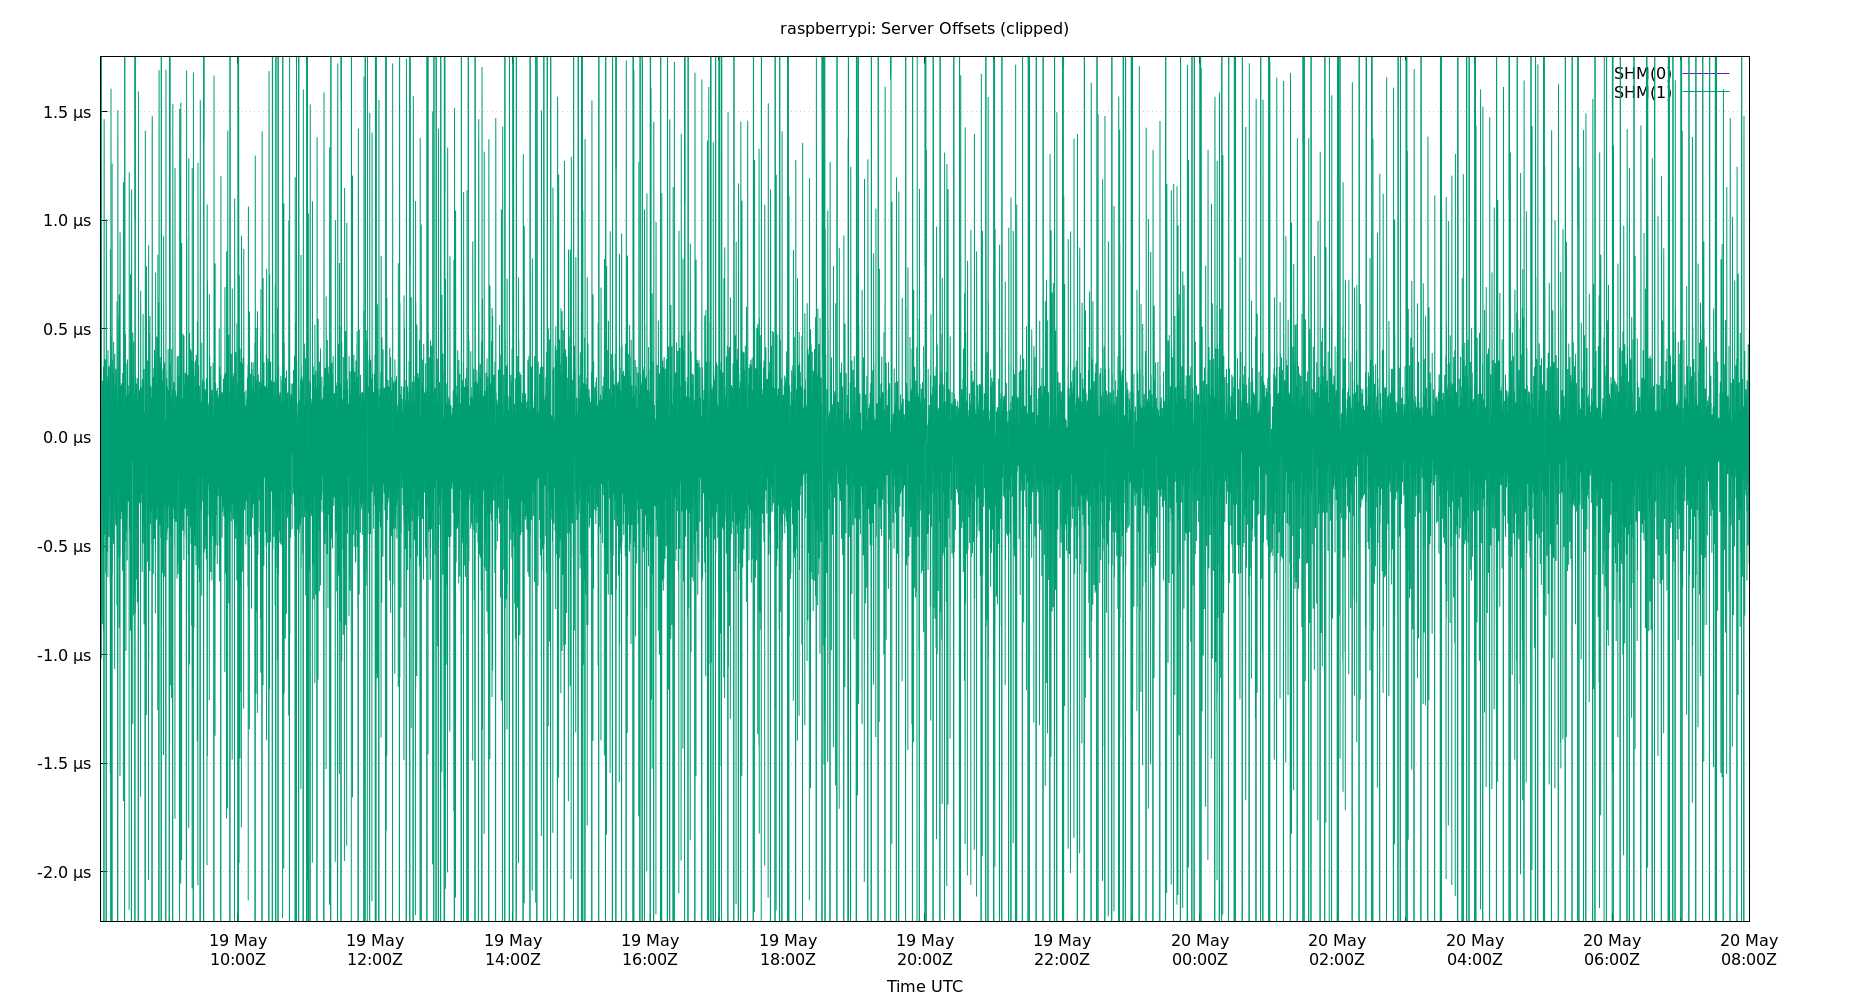 raspberrypi: Server Offsets (clipped)
SHM(0)
SHM(1)
1.5 µs
1.0 µs
0.5 µs
0.0 µs
-0.5 µs
-1.0 µs
-1.5 µs
-2.0 µs
19 May 19 May 19 May 19 May 19 May 19 May 19 May 20 May 20 May 20 May 20 May 20 May
10:00Z 12:00Z 14:00Z 16:00Z 18:00Z 20:00Z 22:00Z 00:00Z 02:00Z 04:00Z 06:00Z 08:00Z
Time UTC